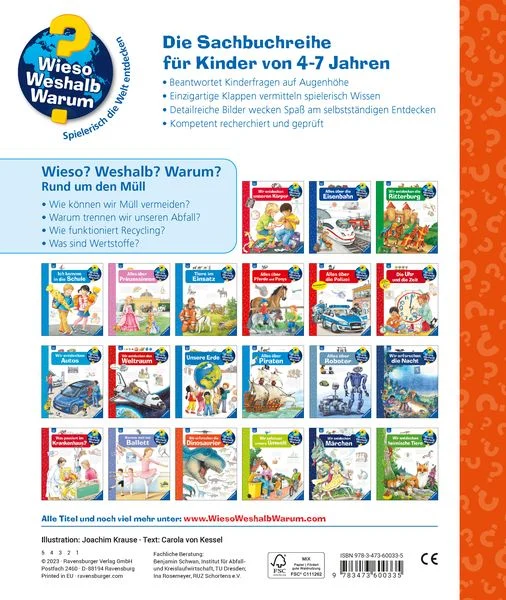 Wieso
Weshalb
Warum
?
Spielerisch die Welt entdecken
Die Sachbuchreihe
für Kinder von 4-7 Jahren
• Beantwortet Kinderfragen auf Augenhöhe
• Einzigartige Klappen vermitteln spielerisch Wissen
• Detailreiche Bilder wecken Spaß am selbstständigen Entdecken
• Kompetent recherchiert und geprüft
Wieso? Weshalb? Warum?
Rund um den Müll
• Wie können wir Müll vermeiden?
• Warum trennen wir unseren Abfall?
• Wie funktioniert Recycling?
• Was sind Wertstoffe?
Wir entdecken
unseren Körper
Alles über die
Eisenbahn
Wir entdecken die
Ritterburg
Ich komme
in die Schule
Alles über
Prinzessinnen
Tiere im
Einsatz
Alles über
Pferde und Ponys
Alles über
die Polizei
Die Uhr
und die Zeit
Wir entdecken
Autos
Wir entdecken den
Weltraum
Unsere Erde
Alles über
Piraten
Alles über
Roboter
Wir erforschen
die Nacht
Was passiert im
Krankenhaus?
Ballett
Wir erforschen die
Dinosaurier
Wir schützen
unsere Umwelt
Wir entdecken
Märchen
Wir entdecken
heimische Tiere
Alle Titel und noch viel mehr unter: www.WiesoWeshalbWarum.com
Illustration: Joachim Krause · Text: Carola von Kessel
5 4 3 2 1
© 2023 · Ravensburger Verlag GmbH
Postfach 2460 · D-88194 Ravensburg
Printed in EU · ravensburger.com
Fachliche Beratung:
Benjamin Schwan, Institut für Abfall-
und Kreislaufwirtschaft, TU Dresden;
Ina Rosemeyer, RUZ Schortens e.V.
FSC
www.fsc.org
MIX
Papier | Fördert
gute Waldnutzung
FSC® C111262
ISBN 978-3-473-60033-5
9 783473 600335
CE